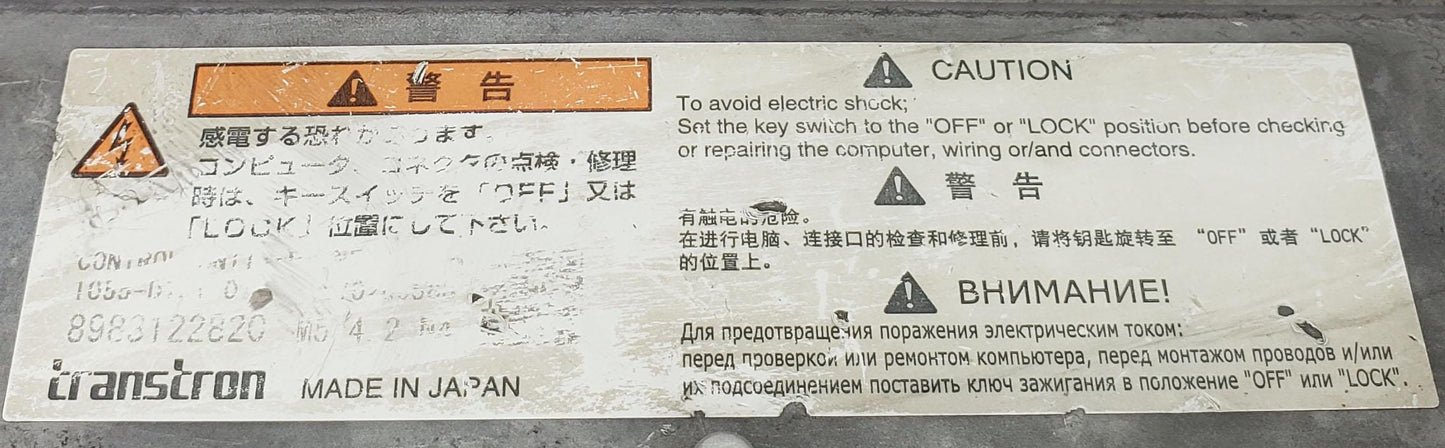 警告
感電する恐れがあります。
コンピュータ、コネクタの点検・修理
時は、キースイッチを「OFF」又は
「LOCK」位置にして下さい。
CONTROL
8983122820
transtron MADE IN JAPAN
CAUTION
To avoid electric shock;
Set the key switch to the "OFF" or "LOCK" position before checking
or repairing the computer, wiring or/and connectors.
警告
有触电的危险。
在进行电脑、连接口的检查和修理前，请将钥匙旋转至 "OFF" 或者 "LOCK"
的位置上。
ВНИМАНИЕ!
Для предотвращения поражения электрическим током:
перед проверкой или ремонтом компьютера, перед монтажом проводов и/или
их подсоединением поставить ключ зажигания в положение "OFF" или "LOCK".